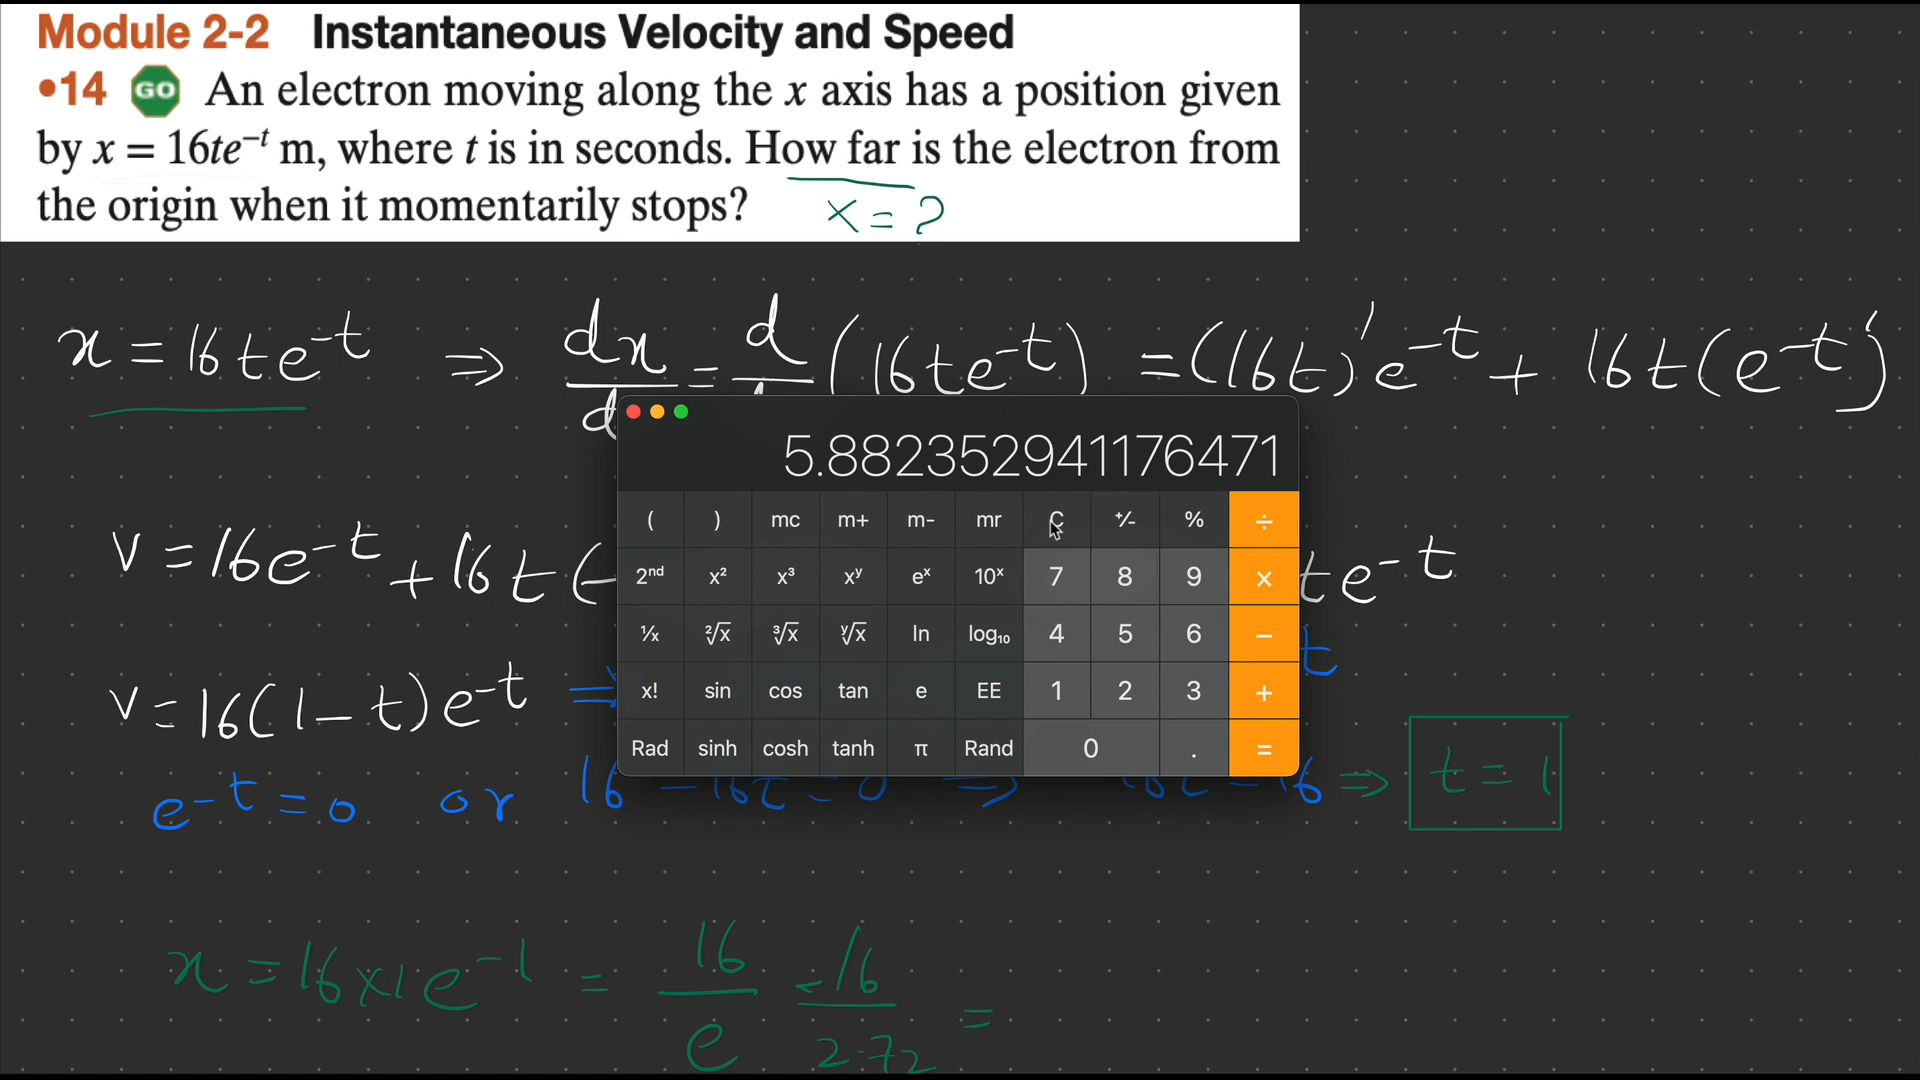 Module 2-2 Instantaneous Velocity and Speed
•14 GO An electron moving along the x axis has a position given
by x = 16te⁻ᵗ m, where t is in seconds. How far is the electron from
the origin when it momentarily stops? x = ?
x = 16te⁻ᵗ ⇒ dx = d (16te⁻ᵗ) = (16t)'e⁻ᵗ + 16t(e⁻ᵗ)'
d
5.882352941176471
( ) mc m+ m- mr C +/- % ÷
v = 16e⁻ᵗ + 16t(- te⁻ᵗ
2nd x² x³ xʸ eˣ 10ˣ 7 8 9 ×
¹/x ²√x ³√x ʸ√x ln log₁₀ 4 5 6 −
t
v = 16(1 - t)e⁻ᵗ ⇒
x! sin cos tan e EE 1 2 3 +
Rad sinh cosh tanh π Rand 0 . =
e⁻ᵗ = 0 or 16 - 16t = 0 ⇒ 16t = 16 ⇒ t = 1
x = 16×1e⁻¹ = 16/e = 16/2.72 =